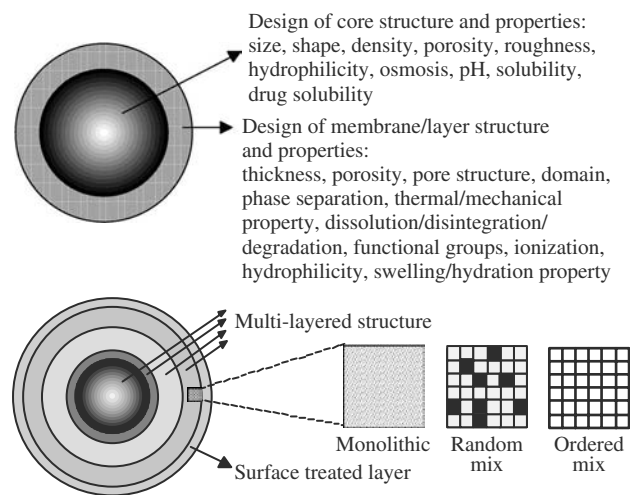 Design of core structure and properties:
size, shape, density, porosity, roughness,
hydrophilicity, osmosis, pH, solubility,
drug solubility
Design of membrane/layer structure
and properties:
thickness, porosity, pore structure, domain,
phase separation, thermal/mechanical
property, dissolution/disintegration/
degradation, functional groups, ionization,
hydrophilicity, swelling/hydration property
Multi-layered structure
Monolithic
Random
mix
Ordered
mix
Surface treated layer